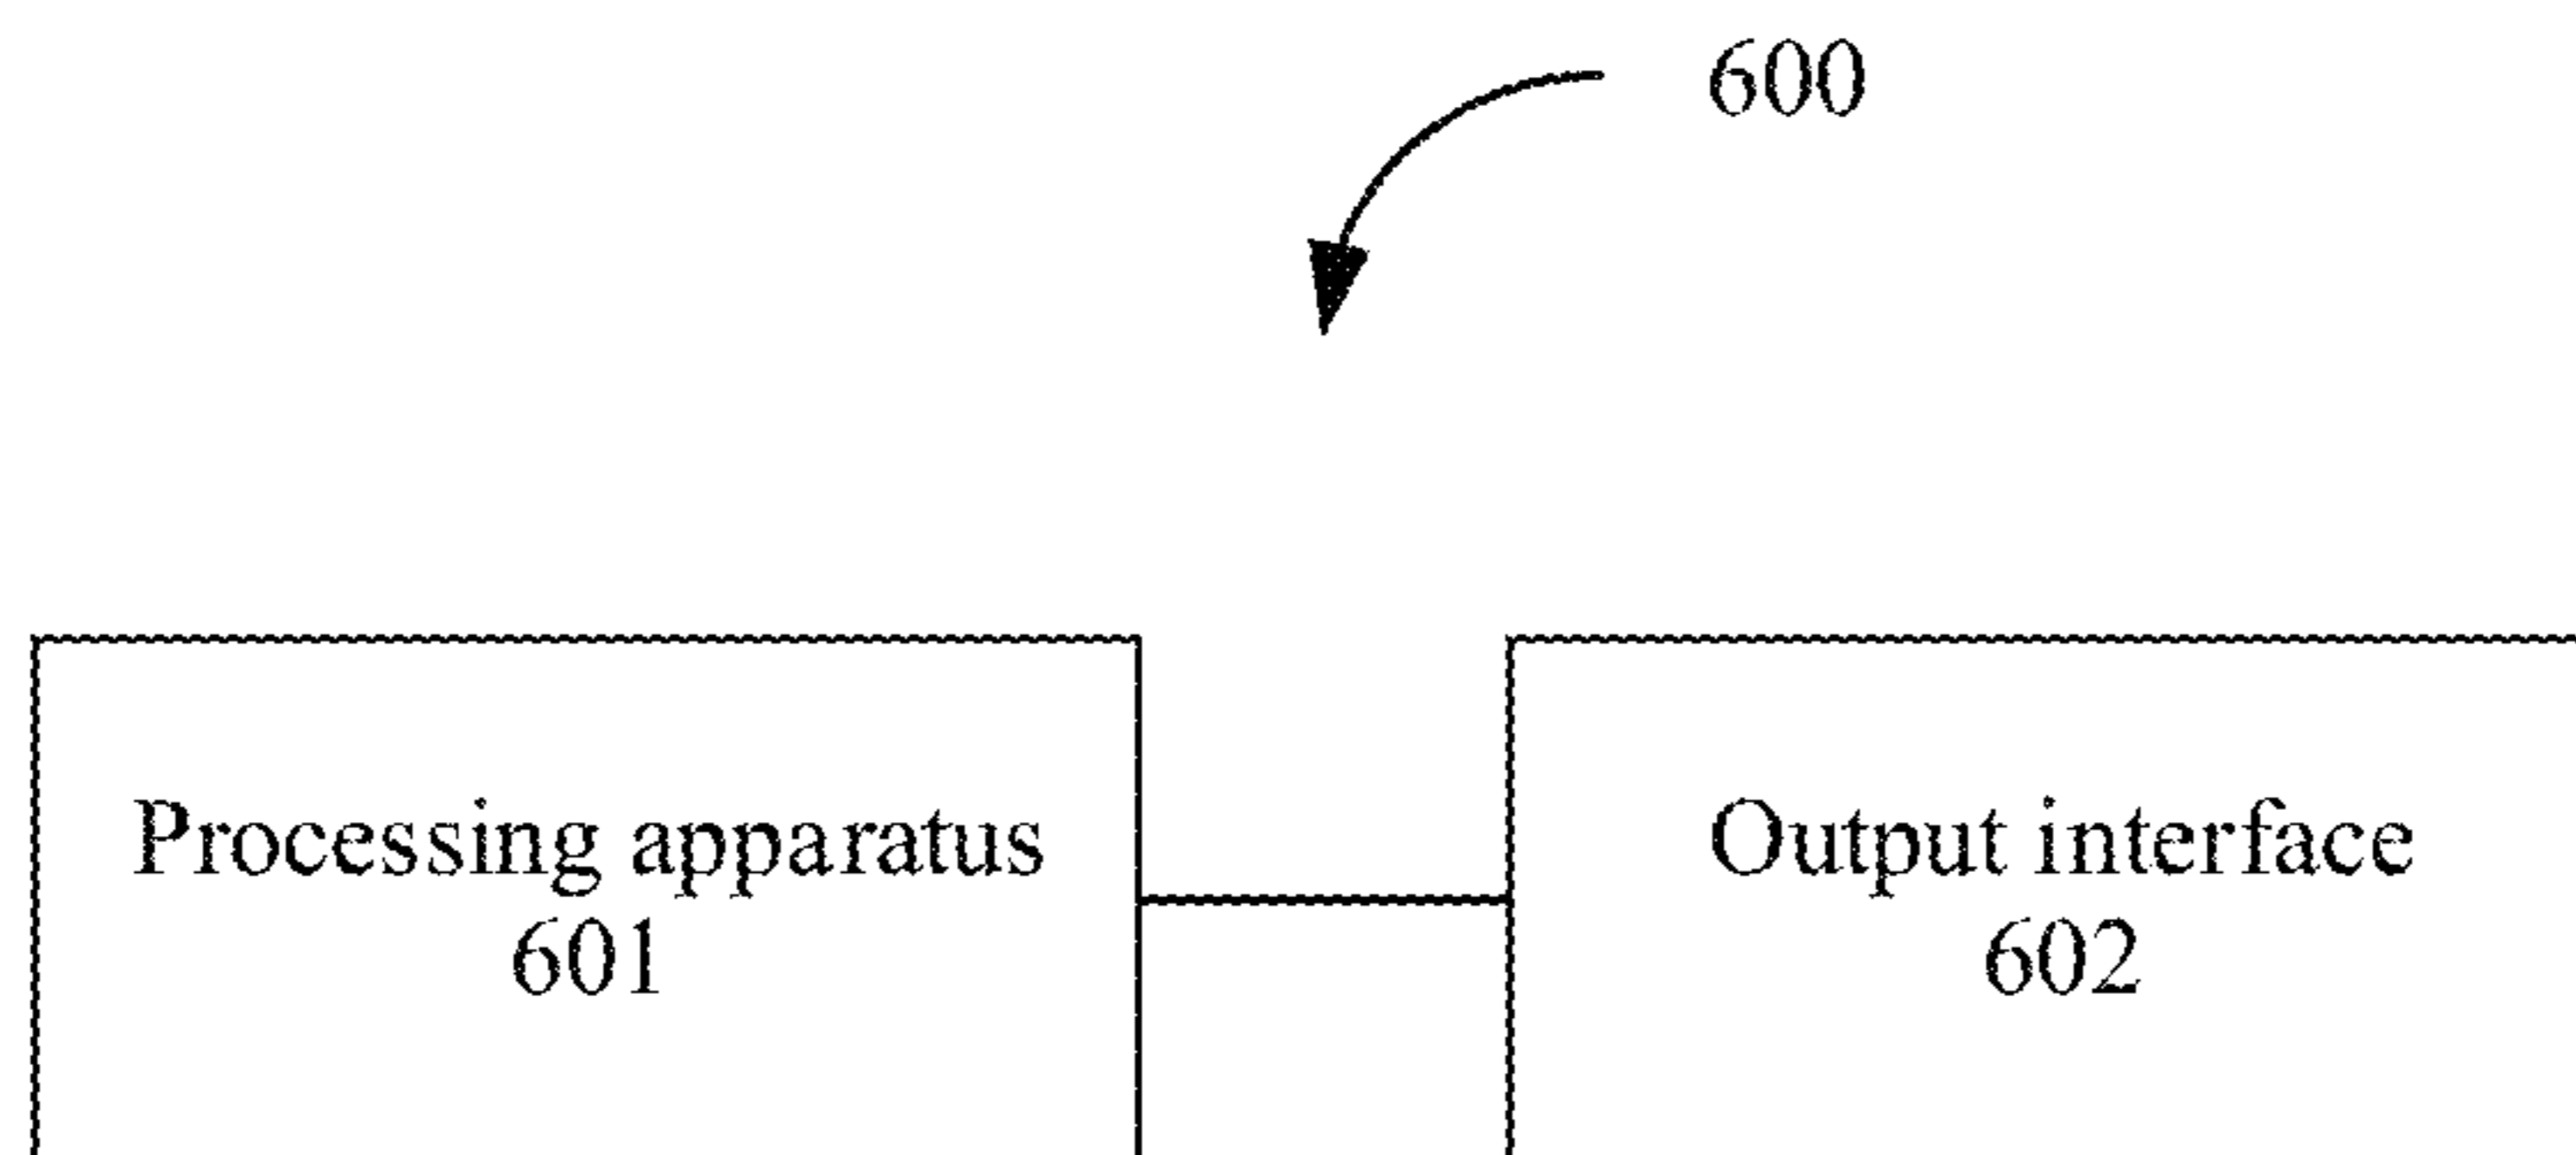 600
Processing apparatus
601
Output interface
602